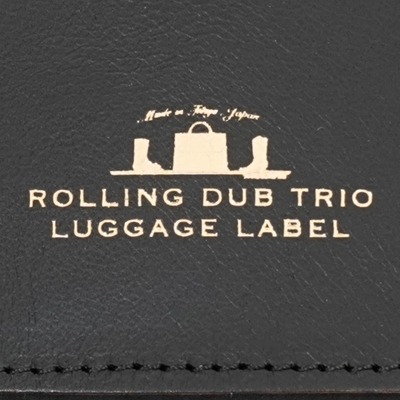 Made in Tokyo Japan
ROLLING DUB TRIO
LUGGAGE LABEL